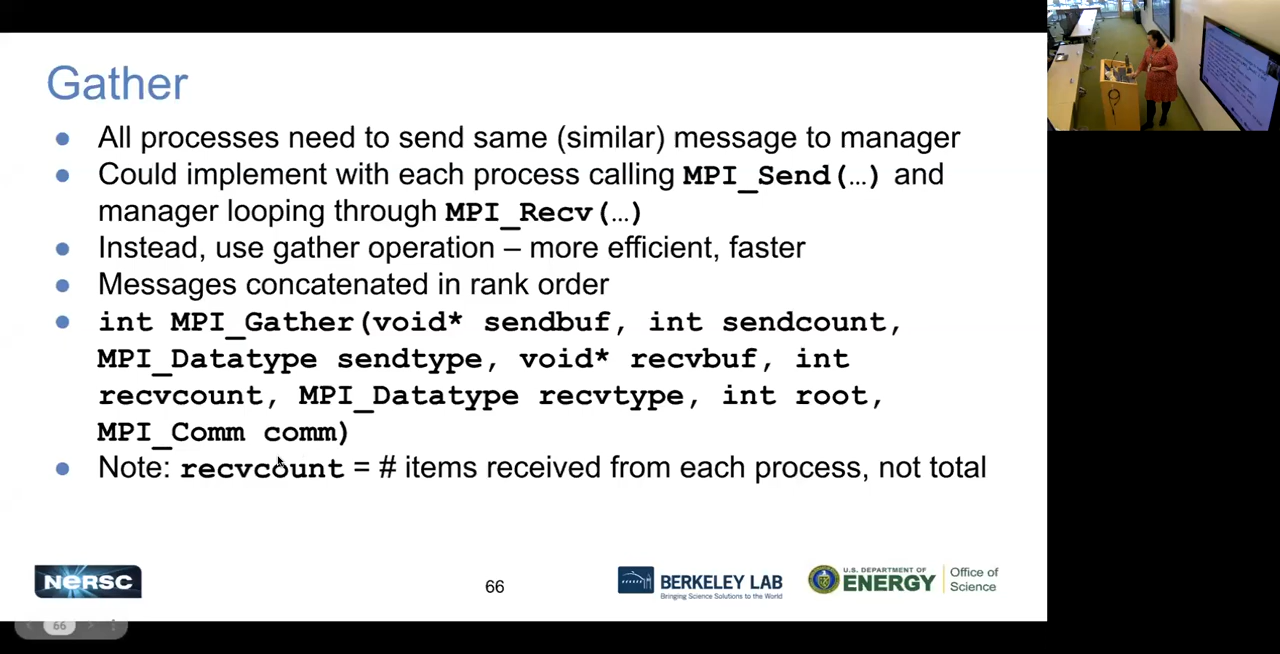 Gather
● All processes need to send same (similar) message to manager
● Could implement with each process calling MPI_Send(…) and
manager looping through MPI_Recv(…)
● Instead, use gather operation – more efficient, faster
● Messages concatenated in rank order
● int MPI_Gather(void* sendbuf, int sendcount,
MPI_Datatype sendtype, void* recvbuf, int
recvcount, MPI_Datatype recvtype, int root,
MPI_Comm comm)
● Note: recvcount = # items received from each process, not total
NERSC
66
BERKELEY LAB
Bringing Science Solutions to the World
U.S. DEPARTMENT OF
ENERGY
Office of
Science
66